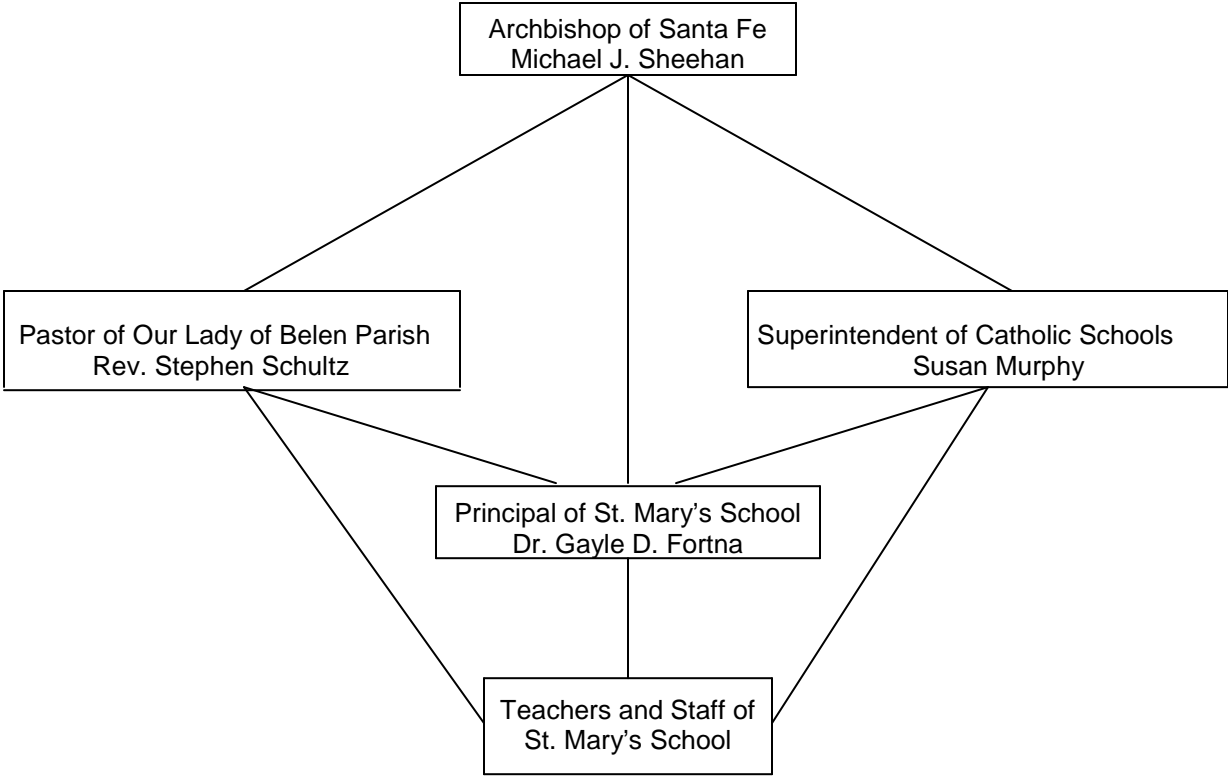 Archbishop of Santa Fe
Michael J. Sheehan
Pastor of Our Lady of Belen Parish
Rev. Stephen Schultz
Superintendent of Catholic Schools
Susan Murphy
Principal of St. Mary’s School
Dr. Gayle D. Fortna
Teachers and Staff of
St. Mary’s School